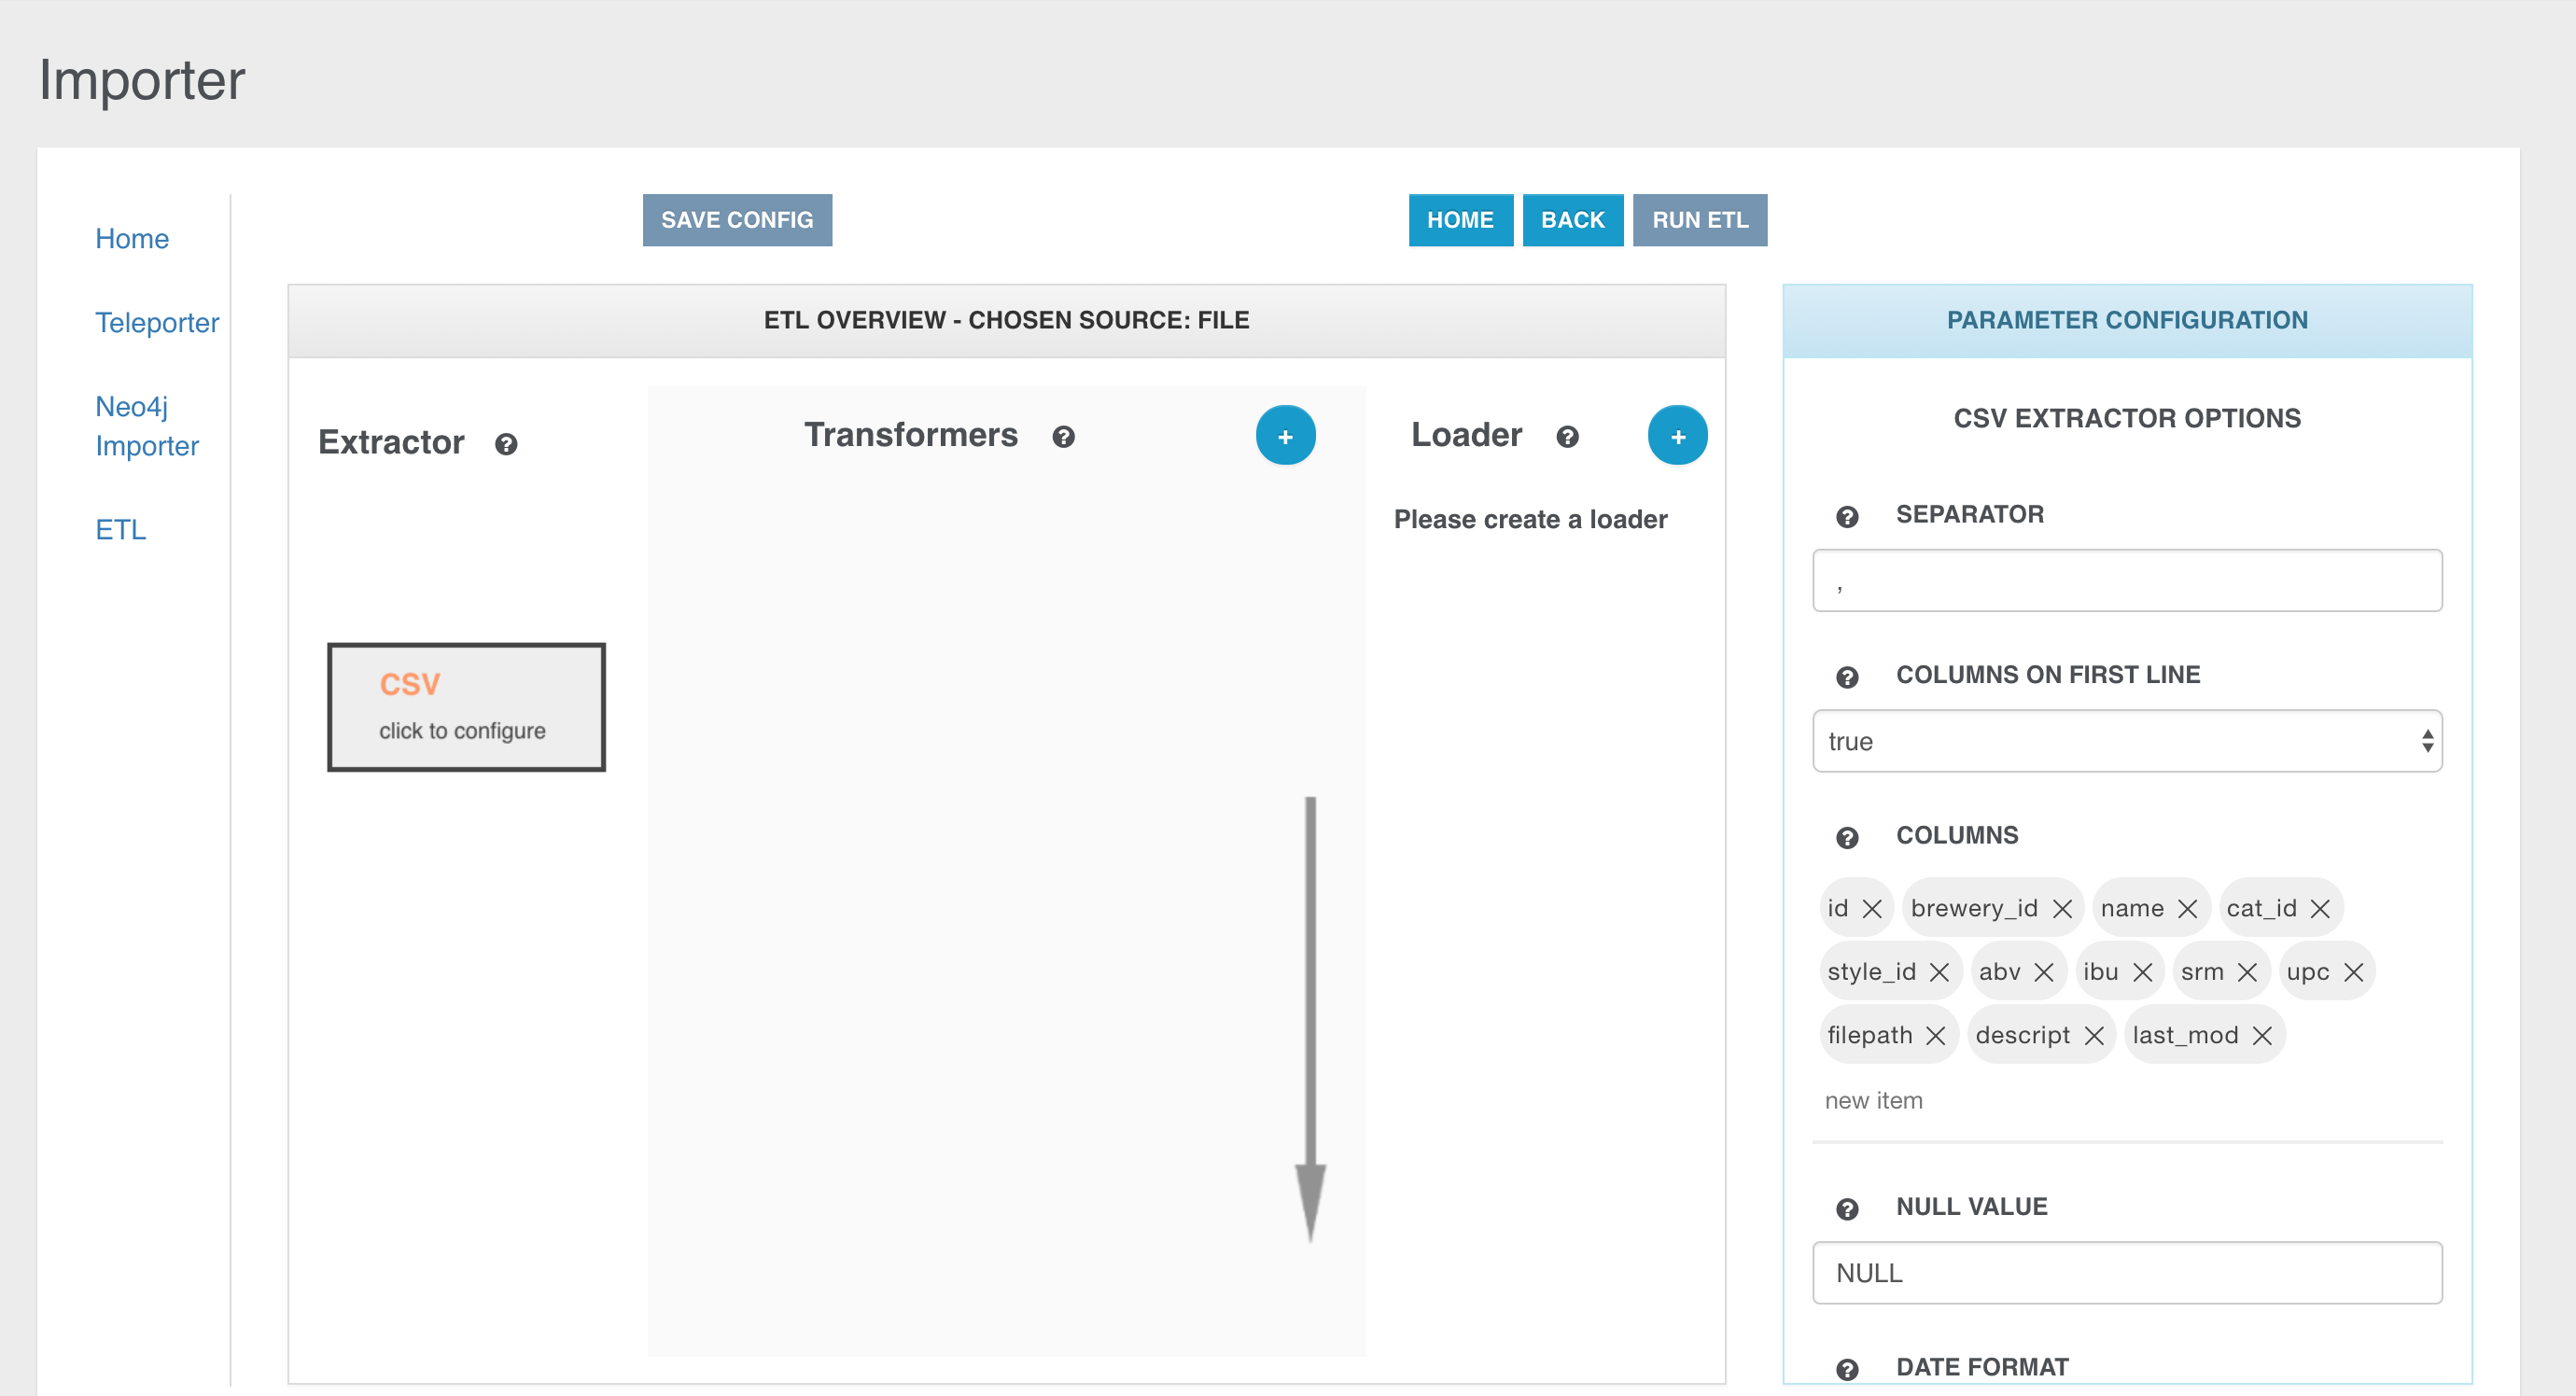 Importer
Home
Teleporter
Neo4j
Importer
ETL
SAVE CONFIG
HOME
BACK
RUN ETL
ETL OVERVIEW - CHOSEN SOURCE: FILE
Extractor ?
CSV
click to configure
Transformers ? +
Loader ? +
Please create a loader
PARAMETER CONFIGURATION
CSV EXTRACTOR OPTIONS
? SEPARATOR
,
? COLUMNS ON FIRST LINE
true
? COLUMNS
id brewery_id name cat_id
style_id abv ibu srm upc
filepath descript last_mod
new item
? NULL VALUE
NULL
? DATE FORMAT